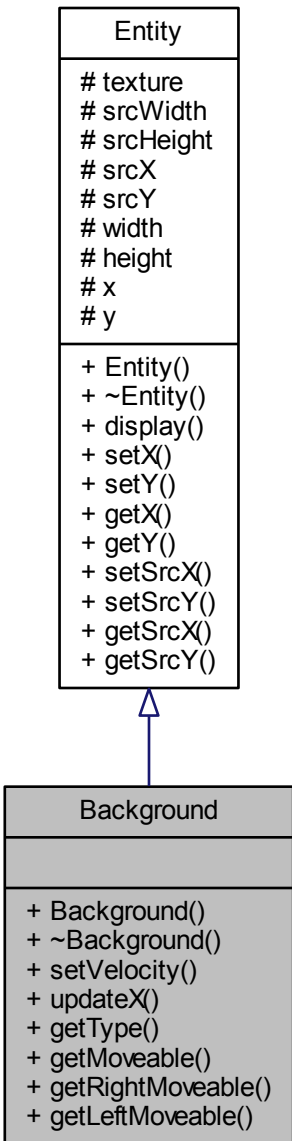 Entity
# texture
# srcWidth
# srcHeight
# srcX
# srcY
# width
# height
# x
# y
+ Entity()
+ ~Entity()
+ display()
+ setX()
+ setY()
+ getX()
+ getY()
+ setSrcX()
+ setSrcY()
+ getSrcX()
+ getSrcY()
Background
+ Background()
+ ~Background()
+ setVelocity()
+ updateX()
+ getType()
+ getMoveable()
+ getRightMoveable()
+ getLeftMoveable()